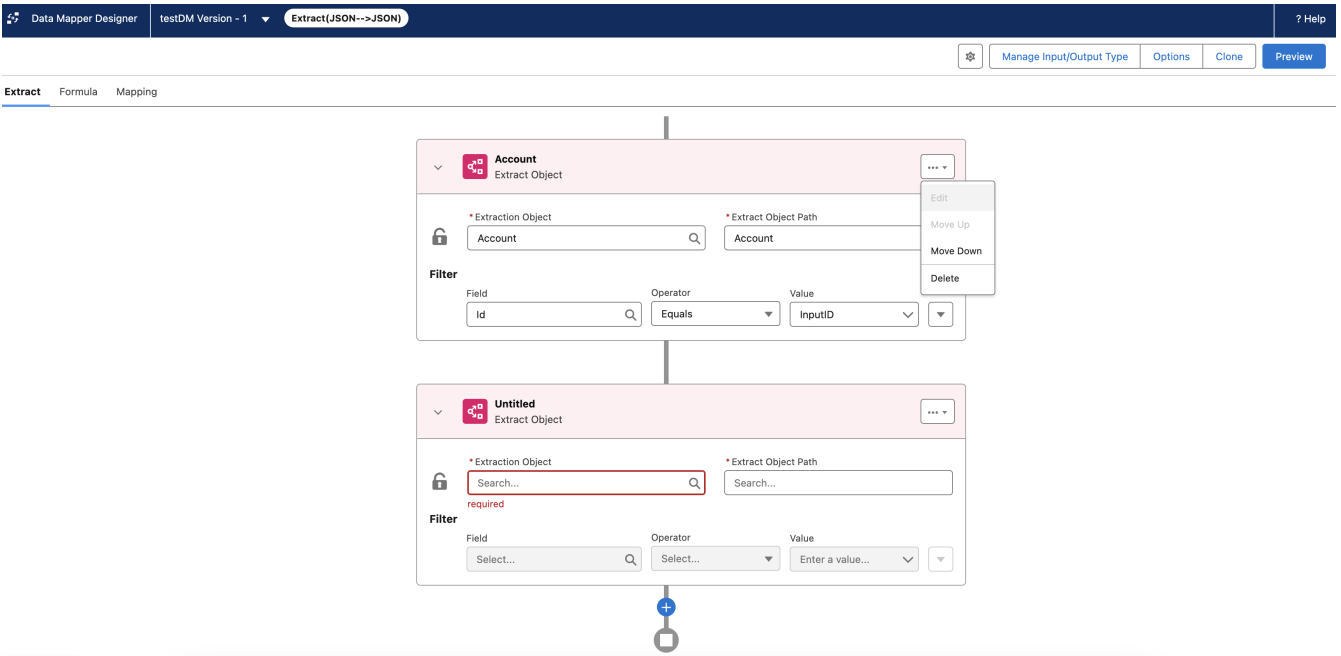 Data Mapper Designer testDM Version - 1 Extract(JSON-->JSON) ? Help
Manage Input/Output Type Options Clone Preview
Extract Formula Mapping
Account
Extract Object
Edit
Move Up
Move Down
Delete
* Extraction Object * Extract Object Path
Account Account
Filter
Field Operator Value
Id Equals InputID
Untitled
Extract Object
* Extraction Object * Extract Object Path
Search... Search...
required
Filter
Field Operator Value
Select... Select... Enter a value...